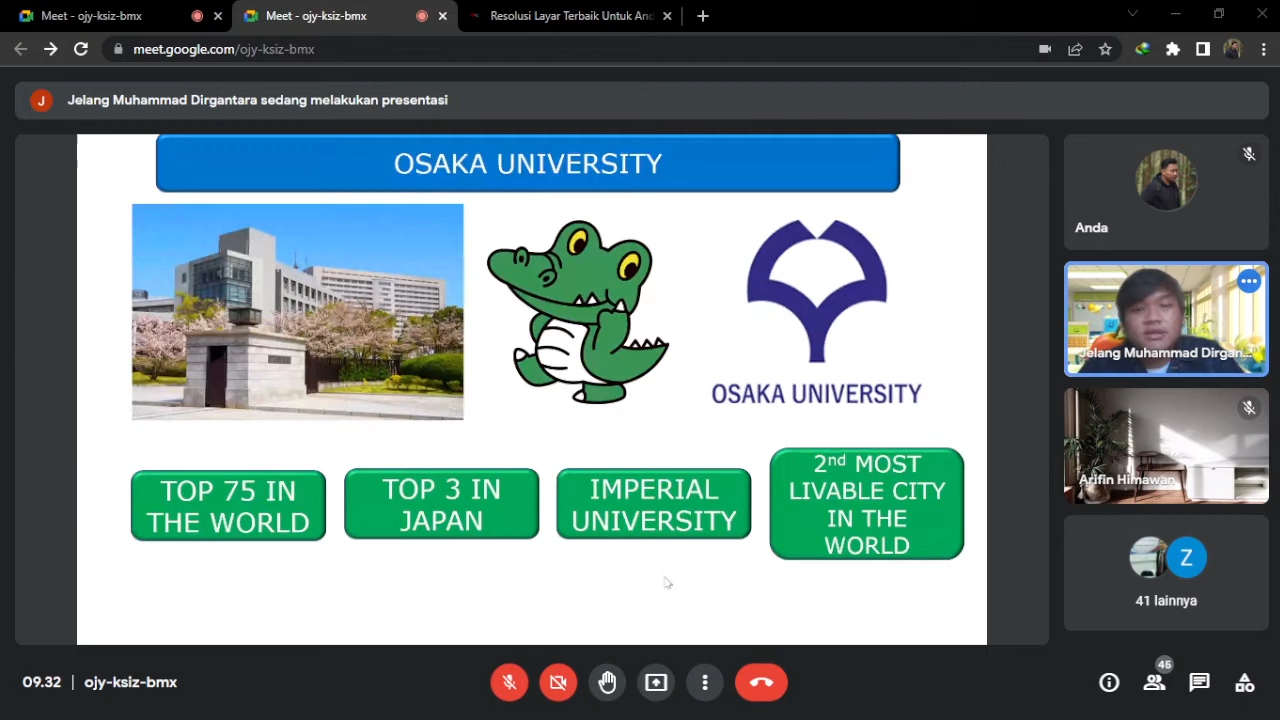 Meet - ojy-ksiz-bmx
Meet - ojy-ksiz-bmx
Resolusi Layar Terbaik Untuk And
meet.google.com/ojy-ksiz-bmx
J
Jelang Muhammad Dirgantara sedang melakukan presentasi
OSAKA UNIVERSITY
OSAKA UNIVERSITY
TOP 75 IN
THE WORLD
TOP 3 IN
JAPAN
IMPERIAL
UNIVERSITY
2nd MOST
LIVABLE CITY
IN THE
WORLD
Anda
Jelang Muhammad Dirgan...
Arifin Himawan
Z
41 lainnya
09.32 | ojy-ksiz-bmx
45